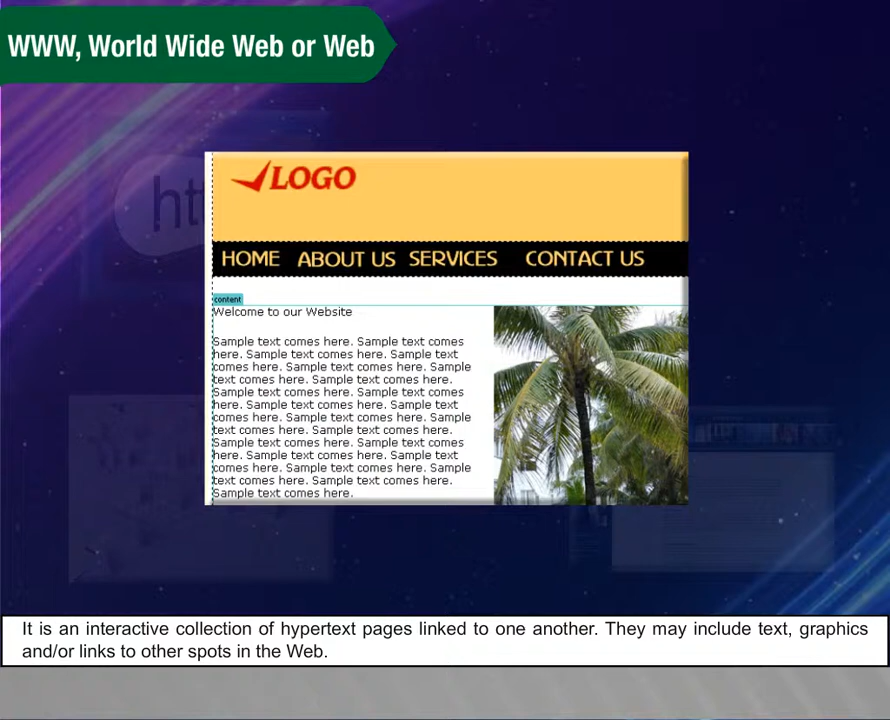 WWW, World Wide Web or Web
LOGO
HOME ABOUT US SERVICES CONTACT US
content
Welcome to our Website
Sample text comes here. Sample text comes
here. Sample text comes here. Sample text
comes here. Sample text comes here. Sample
text comes here. Sample text comes here.
Sample text comes here. Sample text comes
here. Sample text comes here. Sample text
comes here. Sample text comes here. Sample
text comes here. Sample text comes here.
Sample text comes here. Sample text comes
here. Sample text comes here. Sample text
comes here. Sample text comes here. Sample
text comes here. Sample text comes here.
Sample text comes here.
It is an interactive collection of hypertext pages linked to one another. They may include text, graphics
and/or links to other spots in the Web.